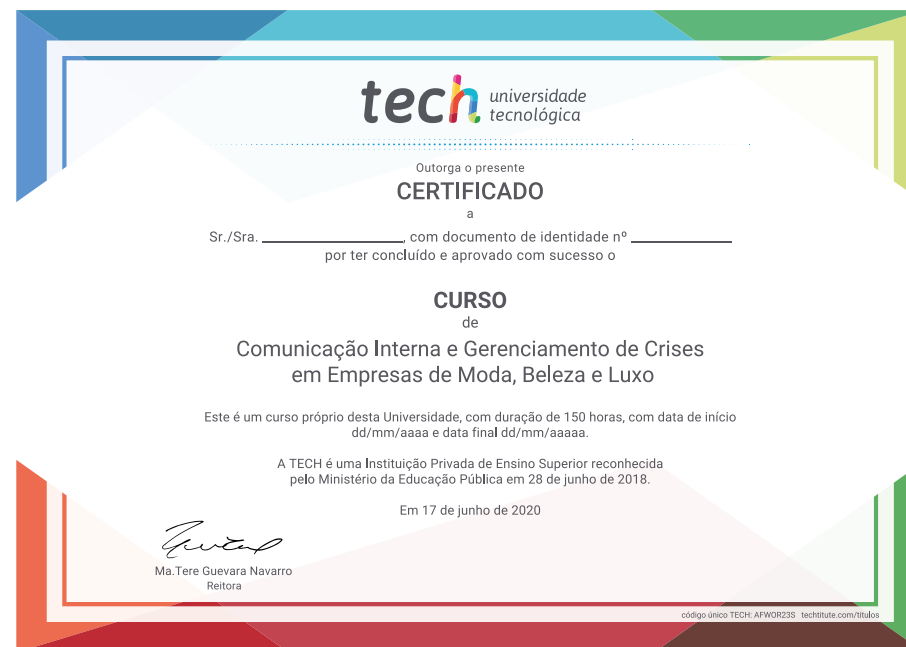 tech universidade
tecnológica
Outorga o presente
CERTIFICADO
a
Sr./Sra. ________________, com documento de identidade nº ____________
por ter concluído e aprovado com sucesso o
CURSO
de
Comunicação Interna e Gerenciamento de Crises
em Empresas de Moda, Beleza e Luxo
Este é um curso próprio desta Universidade, com duração de 150 horas, com data de início
dd/mm/aaaa e data final dd/mm/aaaaa.
A TECH é uma Instituição Privada de Ensino Superior reconhecida
pelo Ministério da Educação Pública em 28 de junho de 2018.
Em 17 de junho de 2020
Ma.Tere Guevara Navarro
Reitora
código único TECH: AFWOR23S techtitute.com/titulos